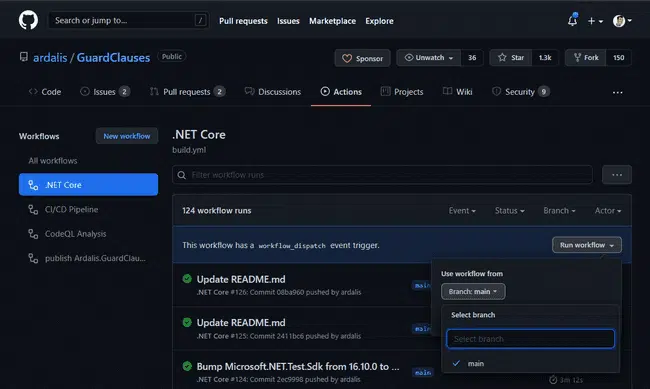 Search or jump to...
/
Pull requests Issues Marketplace Explore
ardalis / GuardClauses Public
Sponsor Unwatch 36 Star 1.3k Fork 150
Code Issues 2 Pull requests 2 Discussions Actions Projects Wiki Security 9 ...
Workflows New workflow
All workflows
.NET Core
CI/CD Pipeline
CodeQL Analysis
publish Ardalis.GuardClau...
.NET Core
build.yml
Filter workflow runs
...
124 workflow runs Event Status Branch Actor
This workflow has a workflow_dispatch event trigger. Run workflow
Update README.md
.NET Core #126: Commit 08ba960 pushed by ardalis
main
Update README.md
.NET Core #125: Commit 2411bc6 pushed by ardalis
main
Bump Microsoft.NET.Test.Sdk from 16.10.0 to ...
.NET Core #124: Commit 2ec9998 pushed by ardalis
main
Use workflow from
Branch: main
Select branch
Select branch
main
3m 12s